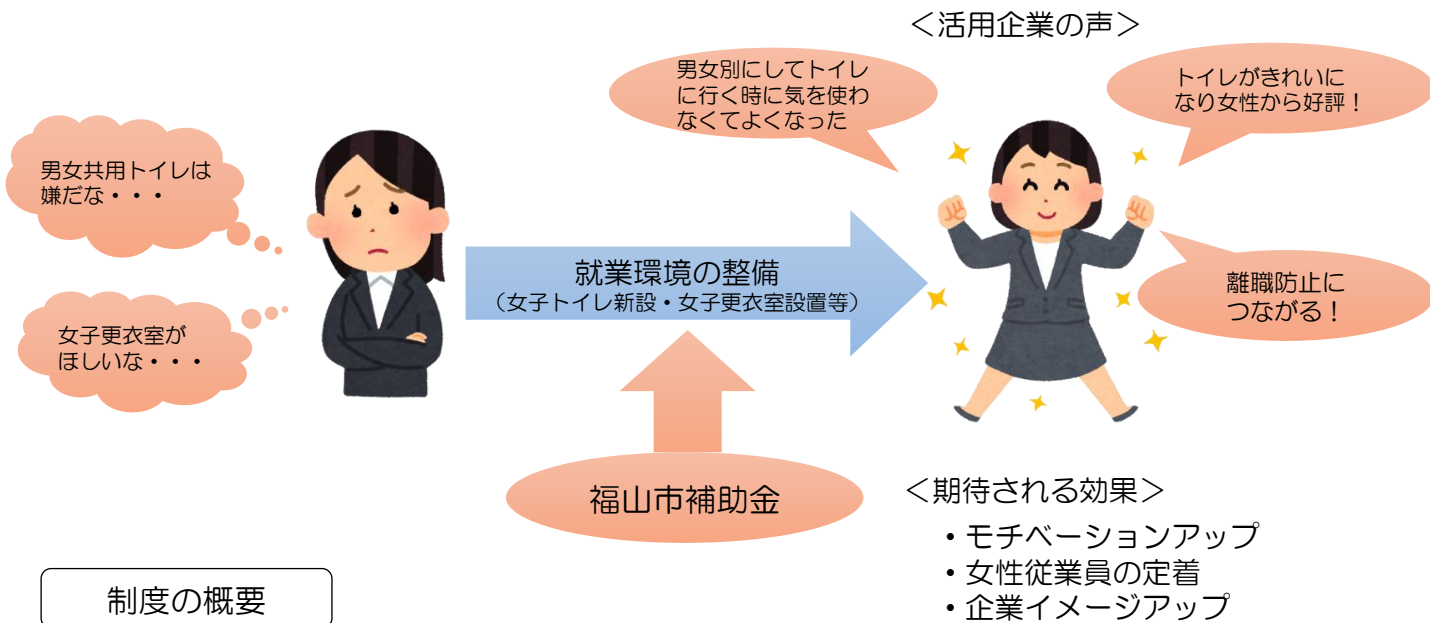 ＜活用企業の声＞
男女別にしてトイレ
に行く時に気を使わ
なくてよくなった
トイレがきれいに
なり女性から好評！
男女共用トイレは
嫌だな・・・
女子更衣室が
ほしいな・・・
就業環境の整備
（女子トイレ新設・女子更衣室設置等）
離職防止に
つながる！
福山市補助金
＜期待される効果＞
・モチベーションアップ
・女性従業員の定着
・企業イメージアップ
制度の概要